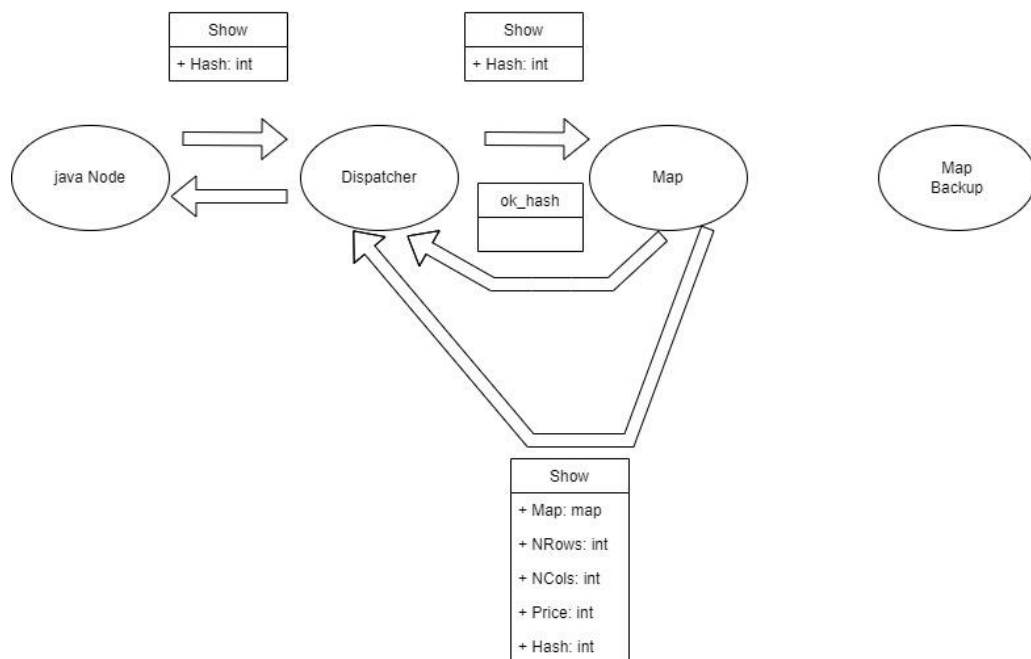 Show
+ Hash: int
Show
+ Hash: int
java Node
Dispatcher
Map
Map
Backup
ok_hash
Show
+ Map: map
+ NRows: int
+ NCols: int
+ Price: int
+ Hash: int